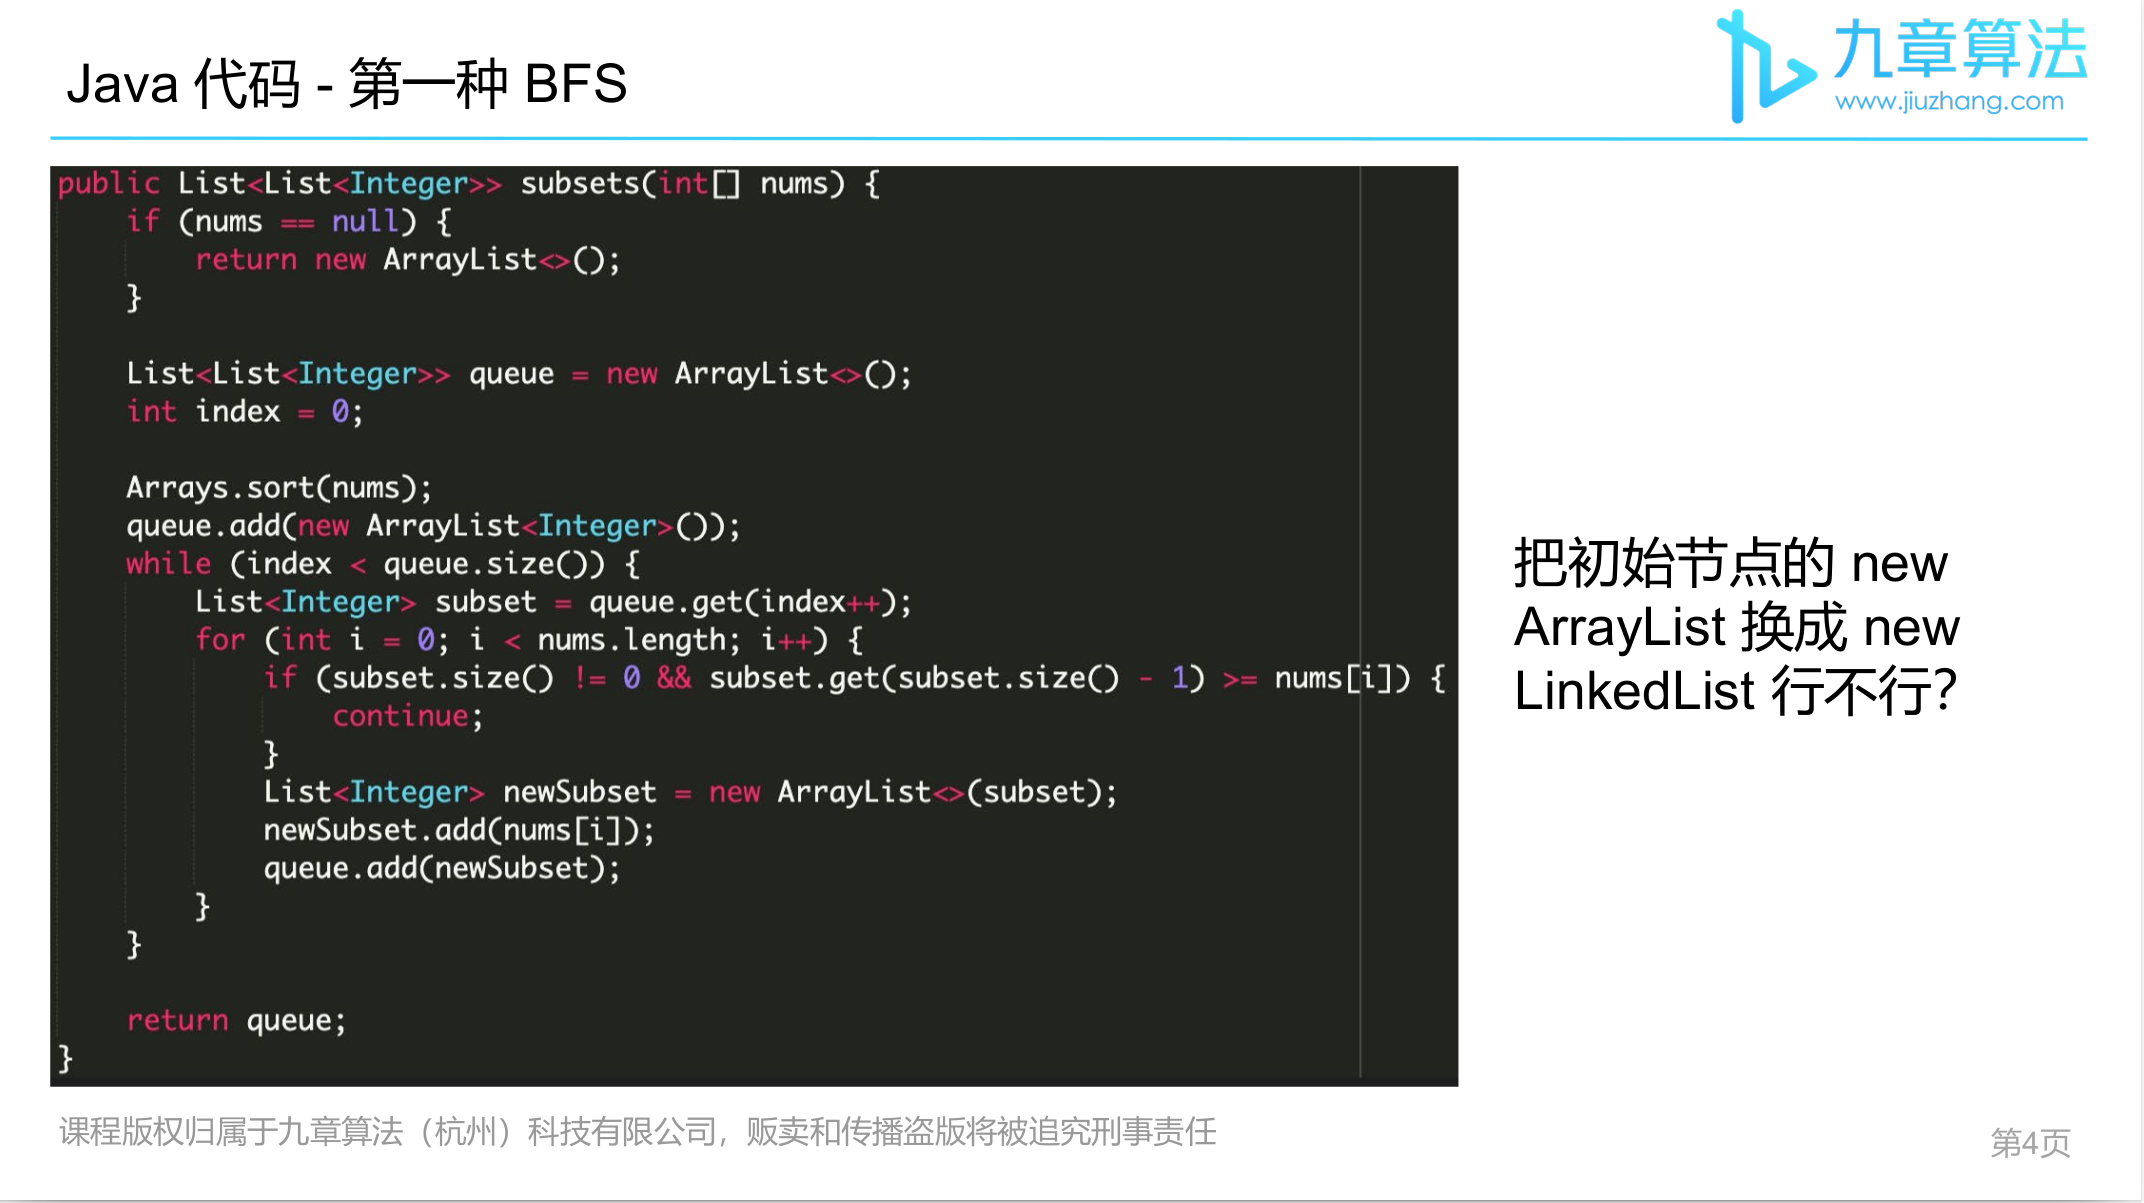 Java 代码 - 第一种 BFS
九章算法
www.jiuzhang.com
public List<List<Integer>> subsets(int[] nums) {
    if (nums == null) {
        return new ArrayList<>();
    }

    List<List<Integer>> queue = new ArrayList<>();
    int index = 0;

    Arrays.sort(nums);
    queue.add(new ArrayList<Integer>());
    while (index < queue.size()) {
        List<Integer> subset = queue.get(index++);
        for (int i = 0; i < nums.length; i++) {
            if (subset.size() != 0 && subset.get(subset.size() - 1) >= nums[i]) {
                continue;
            }
            List<Integer> newSubset = new ArrayList<>(subset);
            newSubset.add(nums[i]);
            queue.add(newSubset);
        }
    }

    return queue;
}
把初始节点的 new
ArrayList 换成 new
LinkedList 行不行？
课程版权归属于九章算法（杭州）科技有限公司，贩卖和传播盗版将被追究刑事责任
第4页